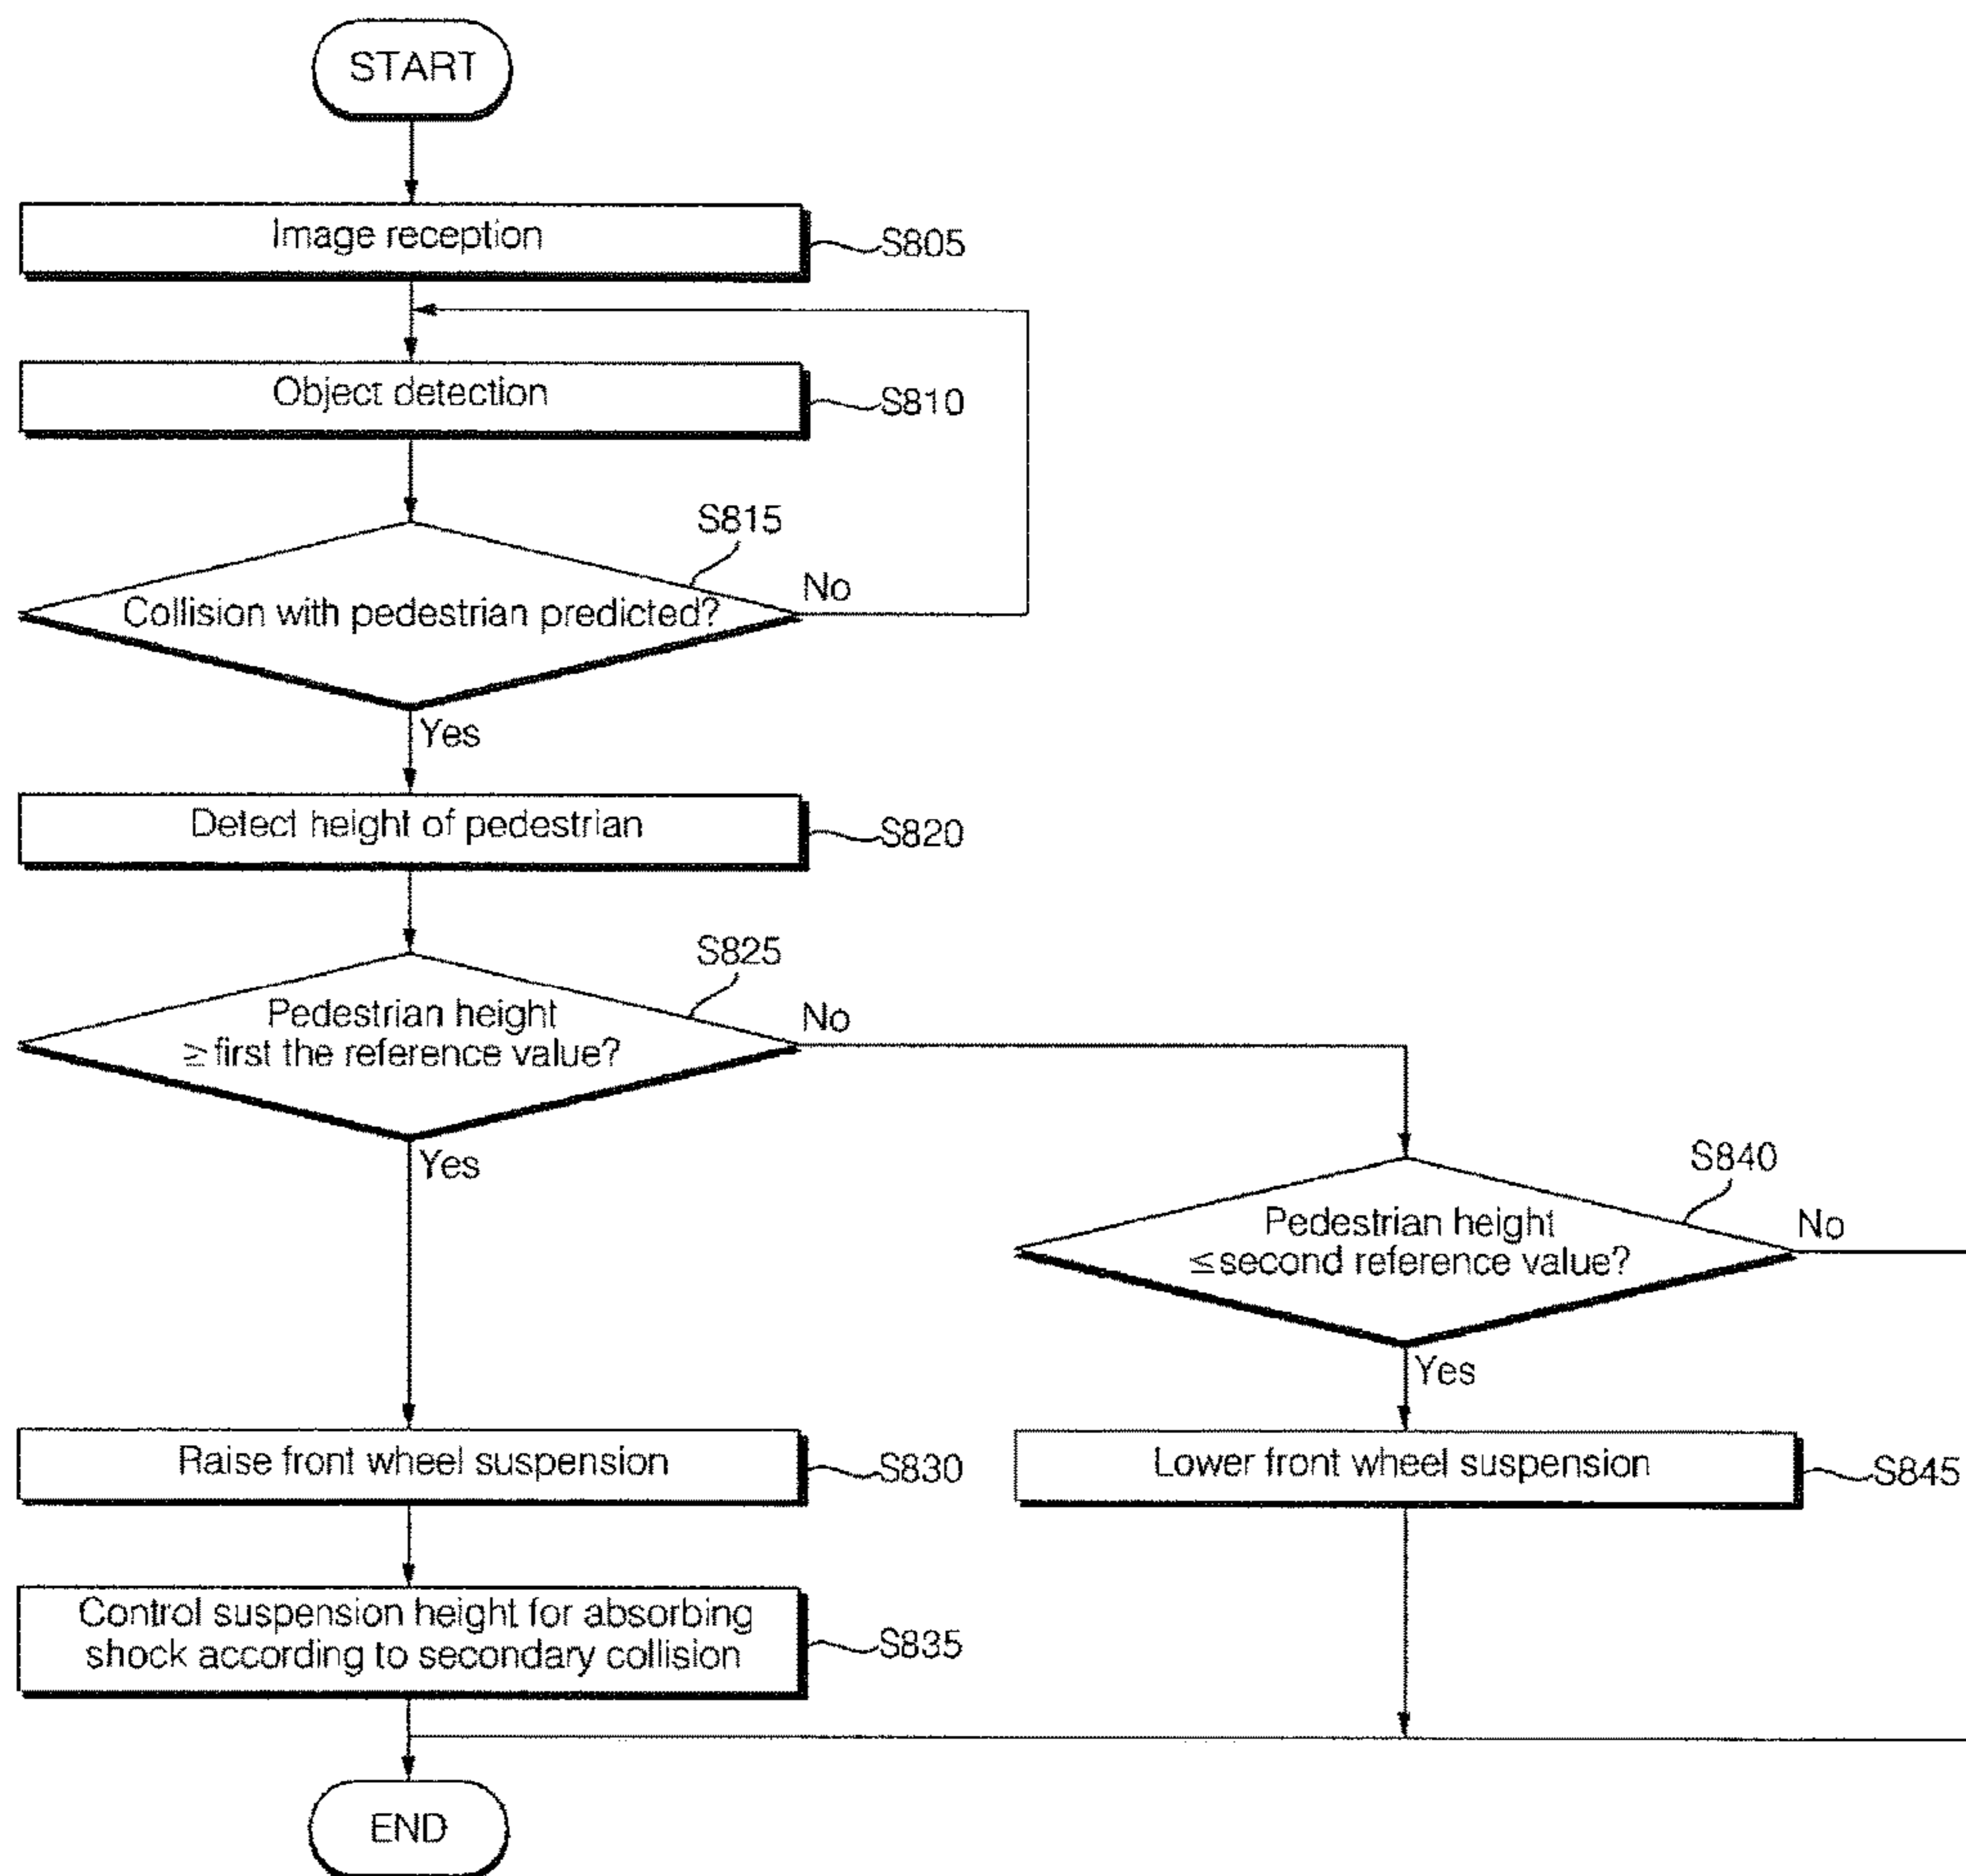 START
Image reception
S805
Object detection
S810
S815
Collision with pedestrian predicted?
No
Yes
Detect height of pedestrian
S820
S825
Pedestrian height
≥first the reference value?
No
Yes
S840
Pedestrian height
≤second reference value?
No
Yes
Raise front wheel suspension
S830
Lower front wheel suspension
S845
Control suspension height for absorbing
shock according to secondary collision
S835
END